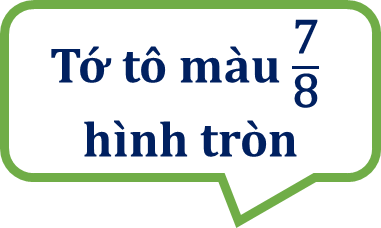 Tớ tô màu 7/8
hình tròn